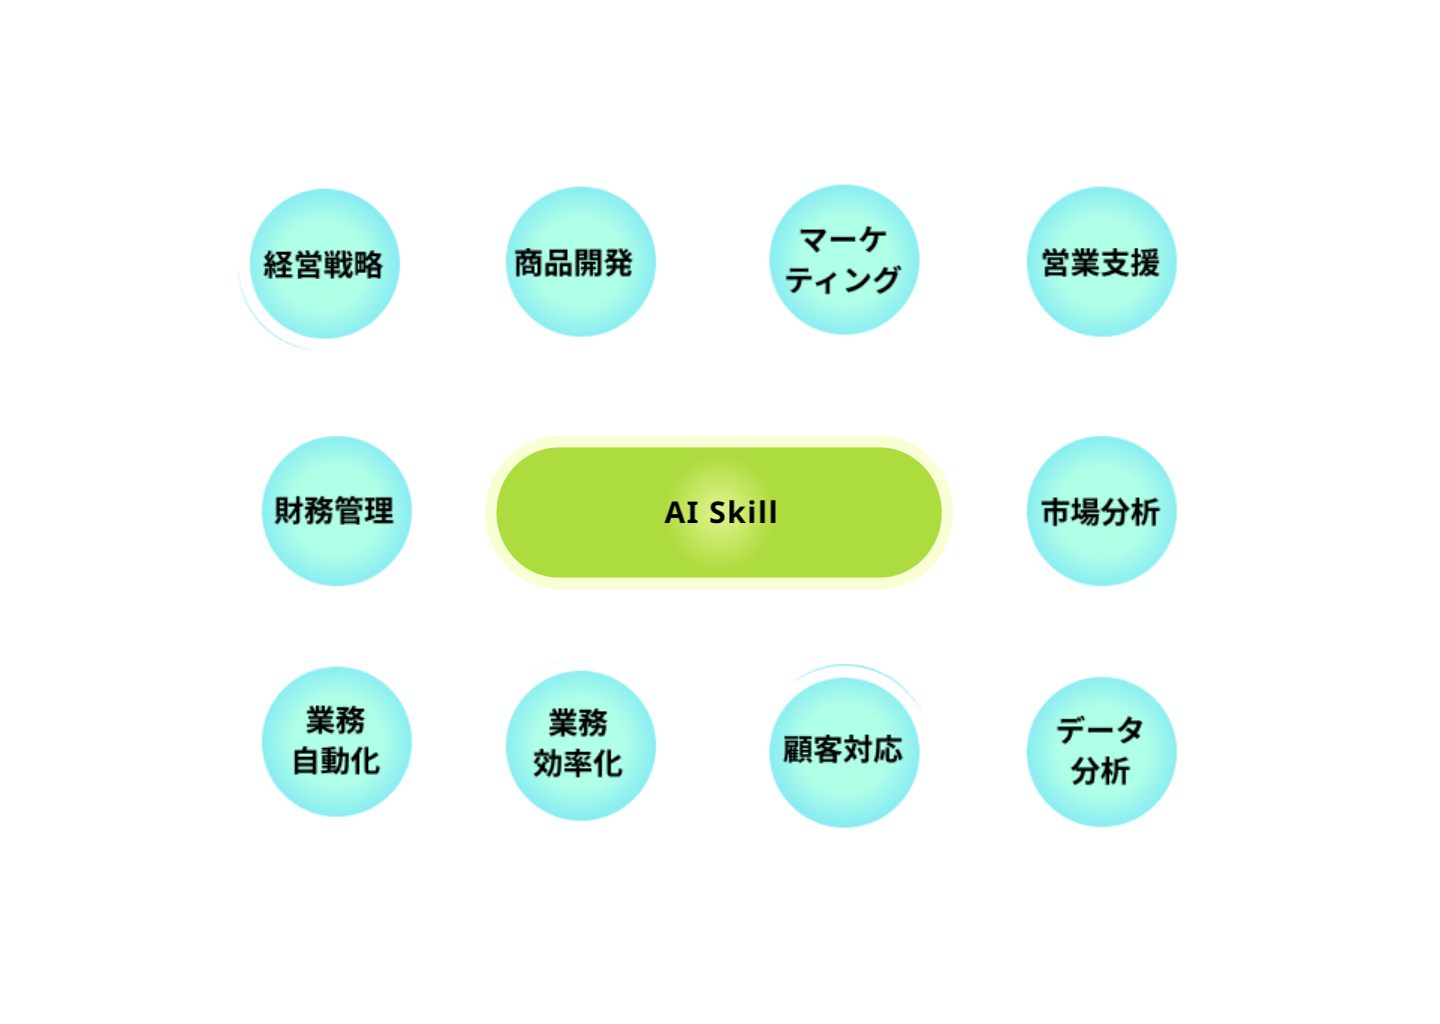 経営戦略
商品開発
マーケ
ティング
営業支援
財務管理
AI Skill
市場分析
業務
自動化
業務
効率化
顧客対応
データ
分析